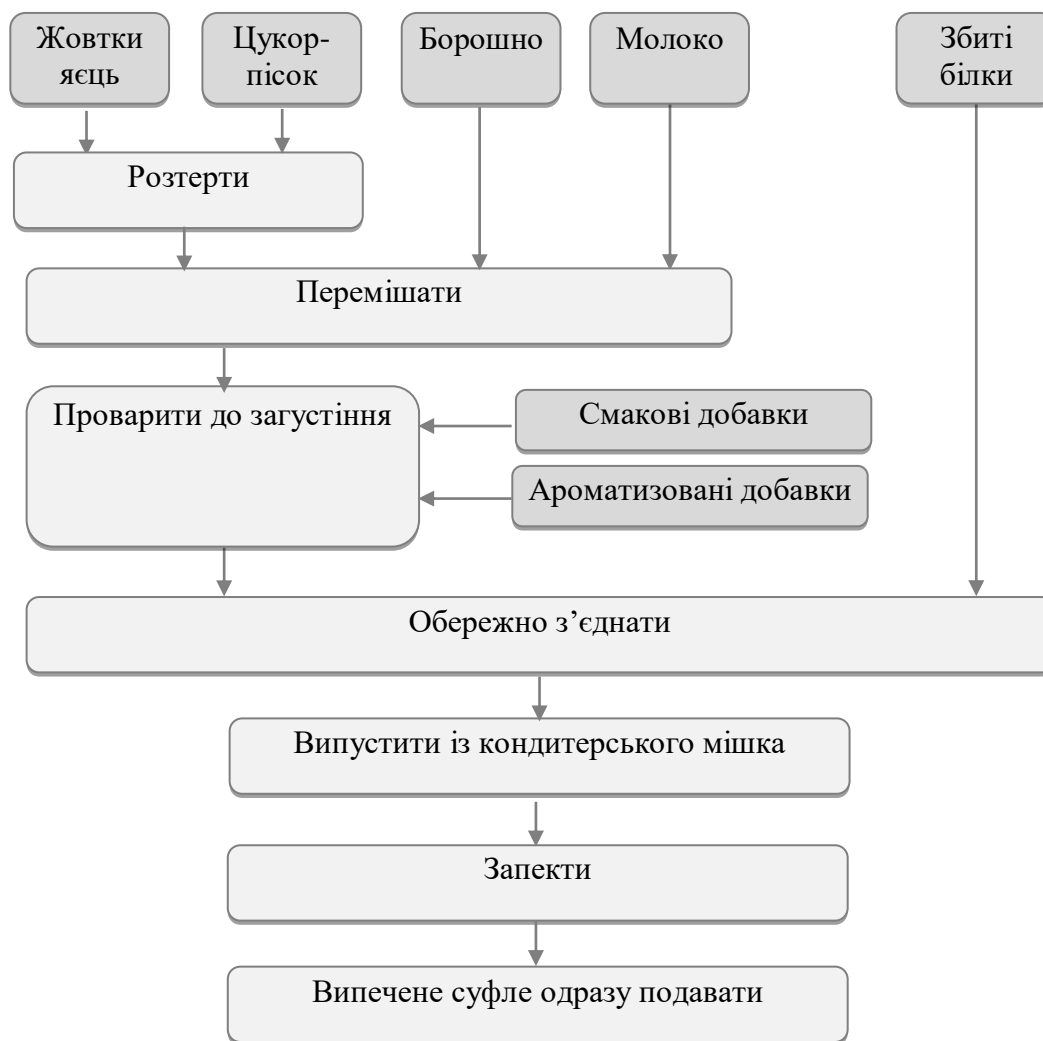 Жовтки
яєць
Цукор-
пісок
Борошно
Молоко
Збиті
білки
Розтерти
Перемішати
Проварити до загустіння
Смакові добавки
Ароматизовані добавки
Обережно з’єднати
Випустити із кондитерського мішка
Запекти
Випечене суфле одразу подавати